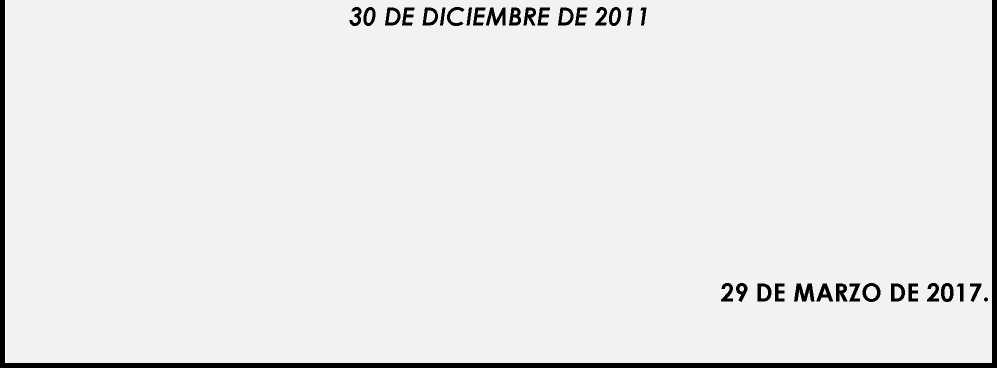 30 DE DICIEMBRE DE 2011
29 DE MARZO DE 2017.